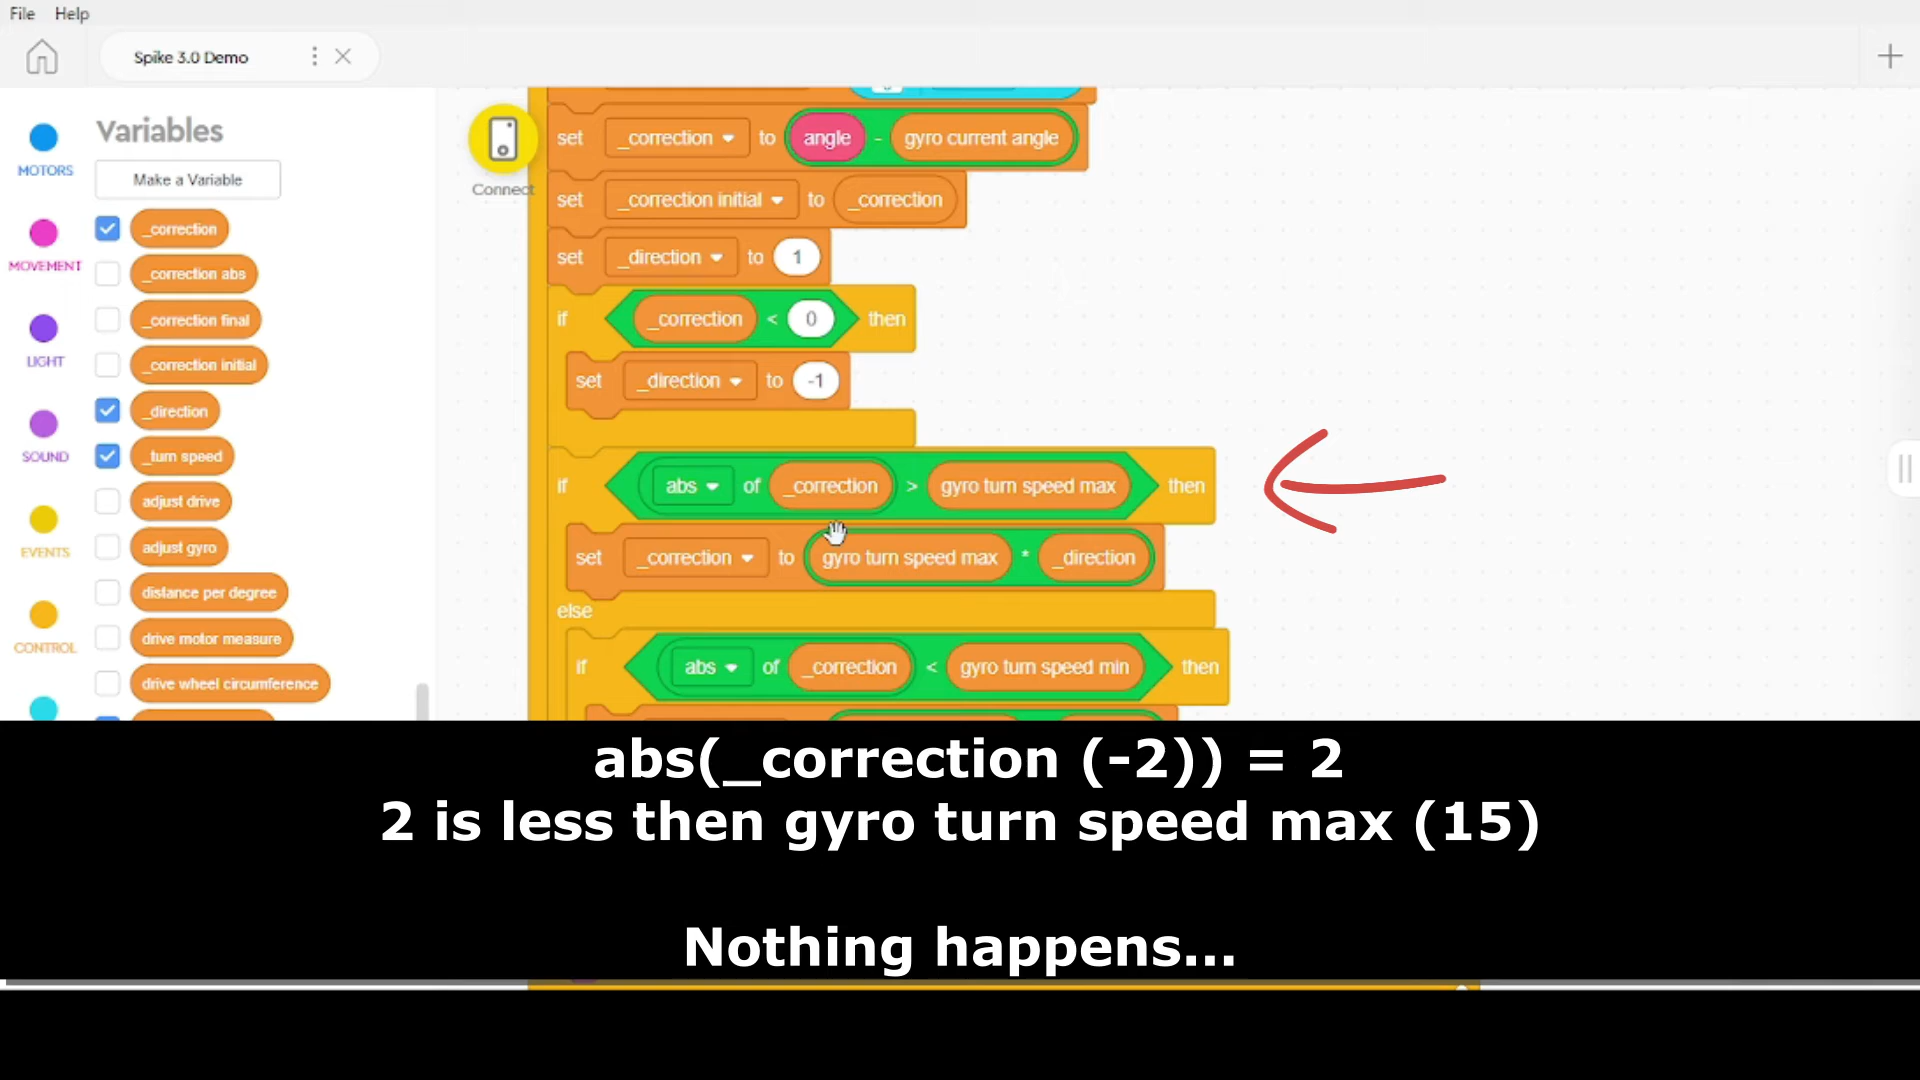 File Help
Spike 3.0 Demo
MOTORS
MOVEMENT
LIGHT
SOUND
EVENTS
CONTROL
Variables
Make a Variable
_correction
_correction abs
_correction final
_correction initial
_direction
_turn speed
adjust drive
adjust gyro
distance per degree
drive motor measure
drive wheel circumference
Connect
set _correction to angle - gyro current angle
set _correction initial to _correction
set _direction to 1
if _correction < 0 then
set _direction to -1
if abs of _correction > gyro turn speed max then
set _correction to gyro turn speed max * _direction
else
if abs of _correction < gyro turn speed min then
abs(_correction (-2)) = 2
2 is less then gyro turn speed max (15)
Nothing happens...